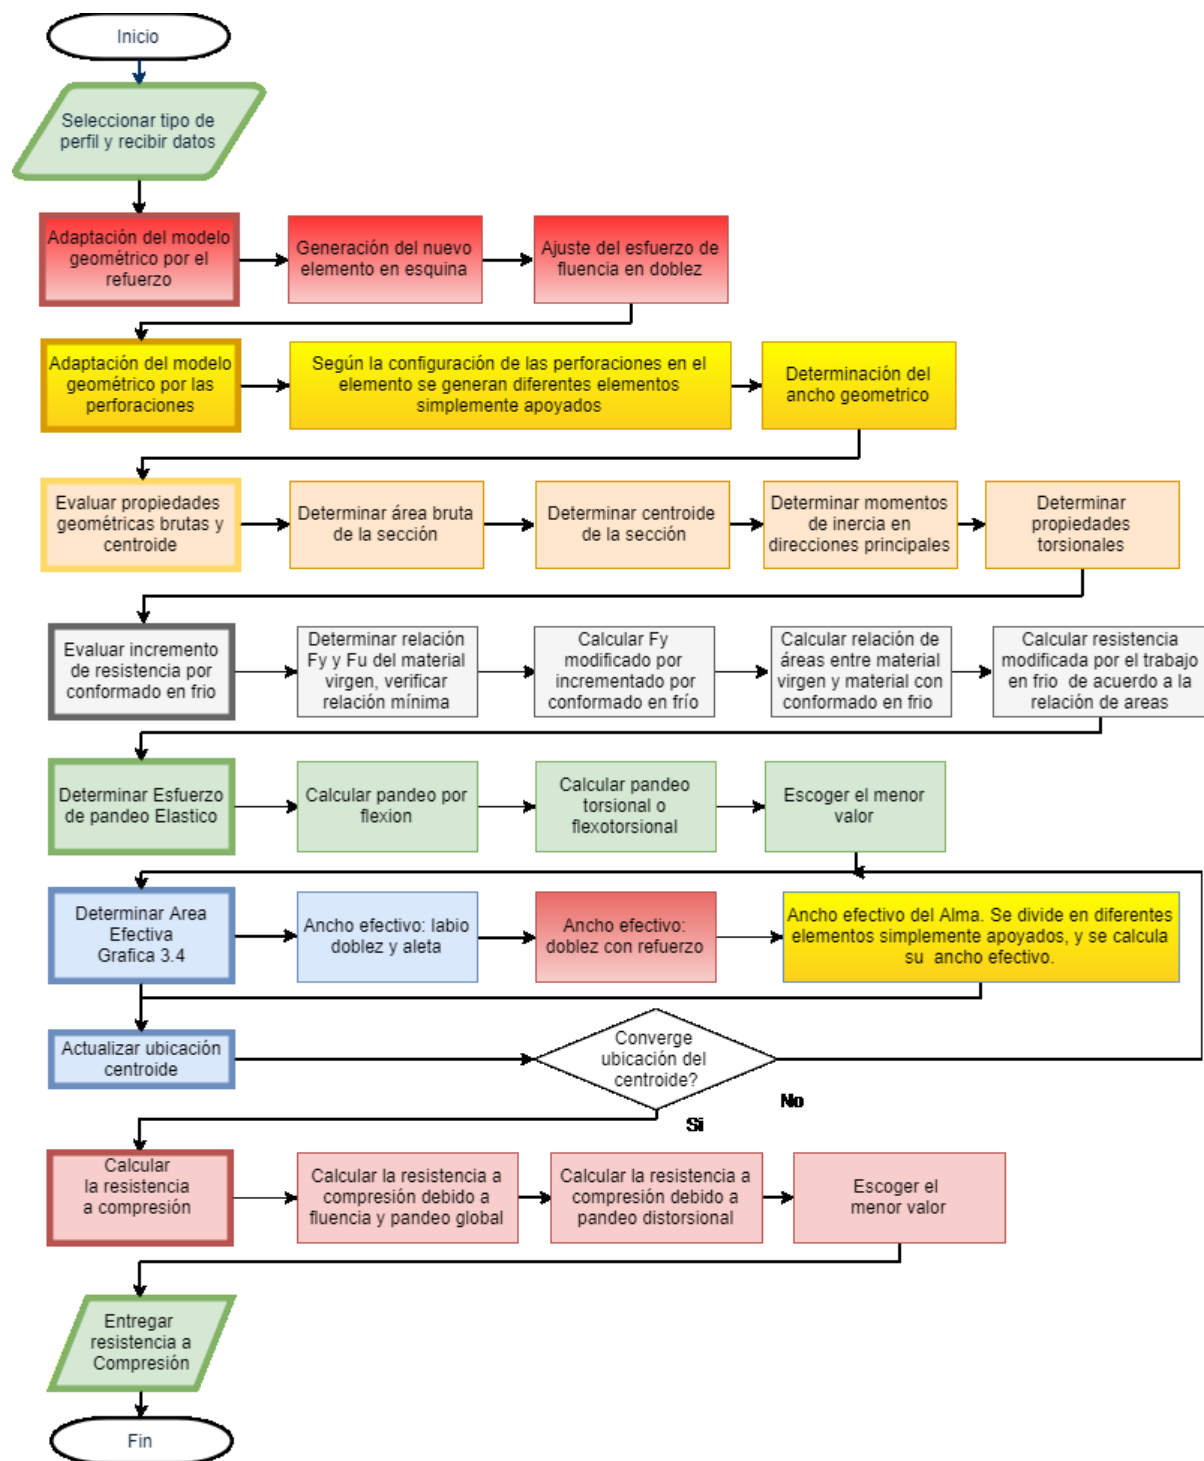 Inicio
Seleccionar tipo de
perfil y recibir datos
Adaptación del modelo
geométrico por el
refuerzo
Generación del nuevo
elemento en esquina
Ajuste del esfuerzo de
fluencia en doblez
Adaptación del modelo
geométrico por las
perforaciones
Según la configuración de las perforaciones en el
elemento se generan diferentes elementos
simplemente apoyados
Determinación del
ancho geometrico
Evaluar propiedades
geométricas brutas y
centroide
Determinar área bruta
de la sección
Determinar centroide
de la sección
Determinar momentos
de inercia en
direcciones principales
Determinar
propiedades
torsionales
Evaluar incremento
de resistencia por
conformado en frio
Determinar relación
Fy y Fu del material
virgen, verificar
relación mínima
Calcular Fy
modificado por
incrementado por
conformado en frío
Calcular relación de
áreas entre material
virgen y material con
conformado en frio
Calcular resistencia
modificada por el trabajo
en frio de acuerdo a la
relación de areas
Determinar Esfuerzo
de pandeo Elastico
Calcular pandeo por
flexion
Calcular pandeo
torsional o
flexotorsional
Escoger el menor
valor
Determinar Area
Efectiva
Grafica 3.4
Ancho efectivo: labio
doblez y aleta
Ancho efectivo:
doblez con refuerzo
Ancho efectivo del Alma. Se divide en diferentes
elementos simplemente apoyados, y se calcula
su ancho efectivo.
Actualizar ubicación
centroide
Converge
ubicación del
centroide?
No
Si
Calcular
la resistencia
a compresión
Calcular la resistencia a
compresión debido a
fluencia y pandeo global
Calcular la resistencia a
compresión debido a
pandeo distorsional
Escoger el
menor valor
Entregar
resistencia a
Compresión
Fin